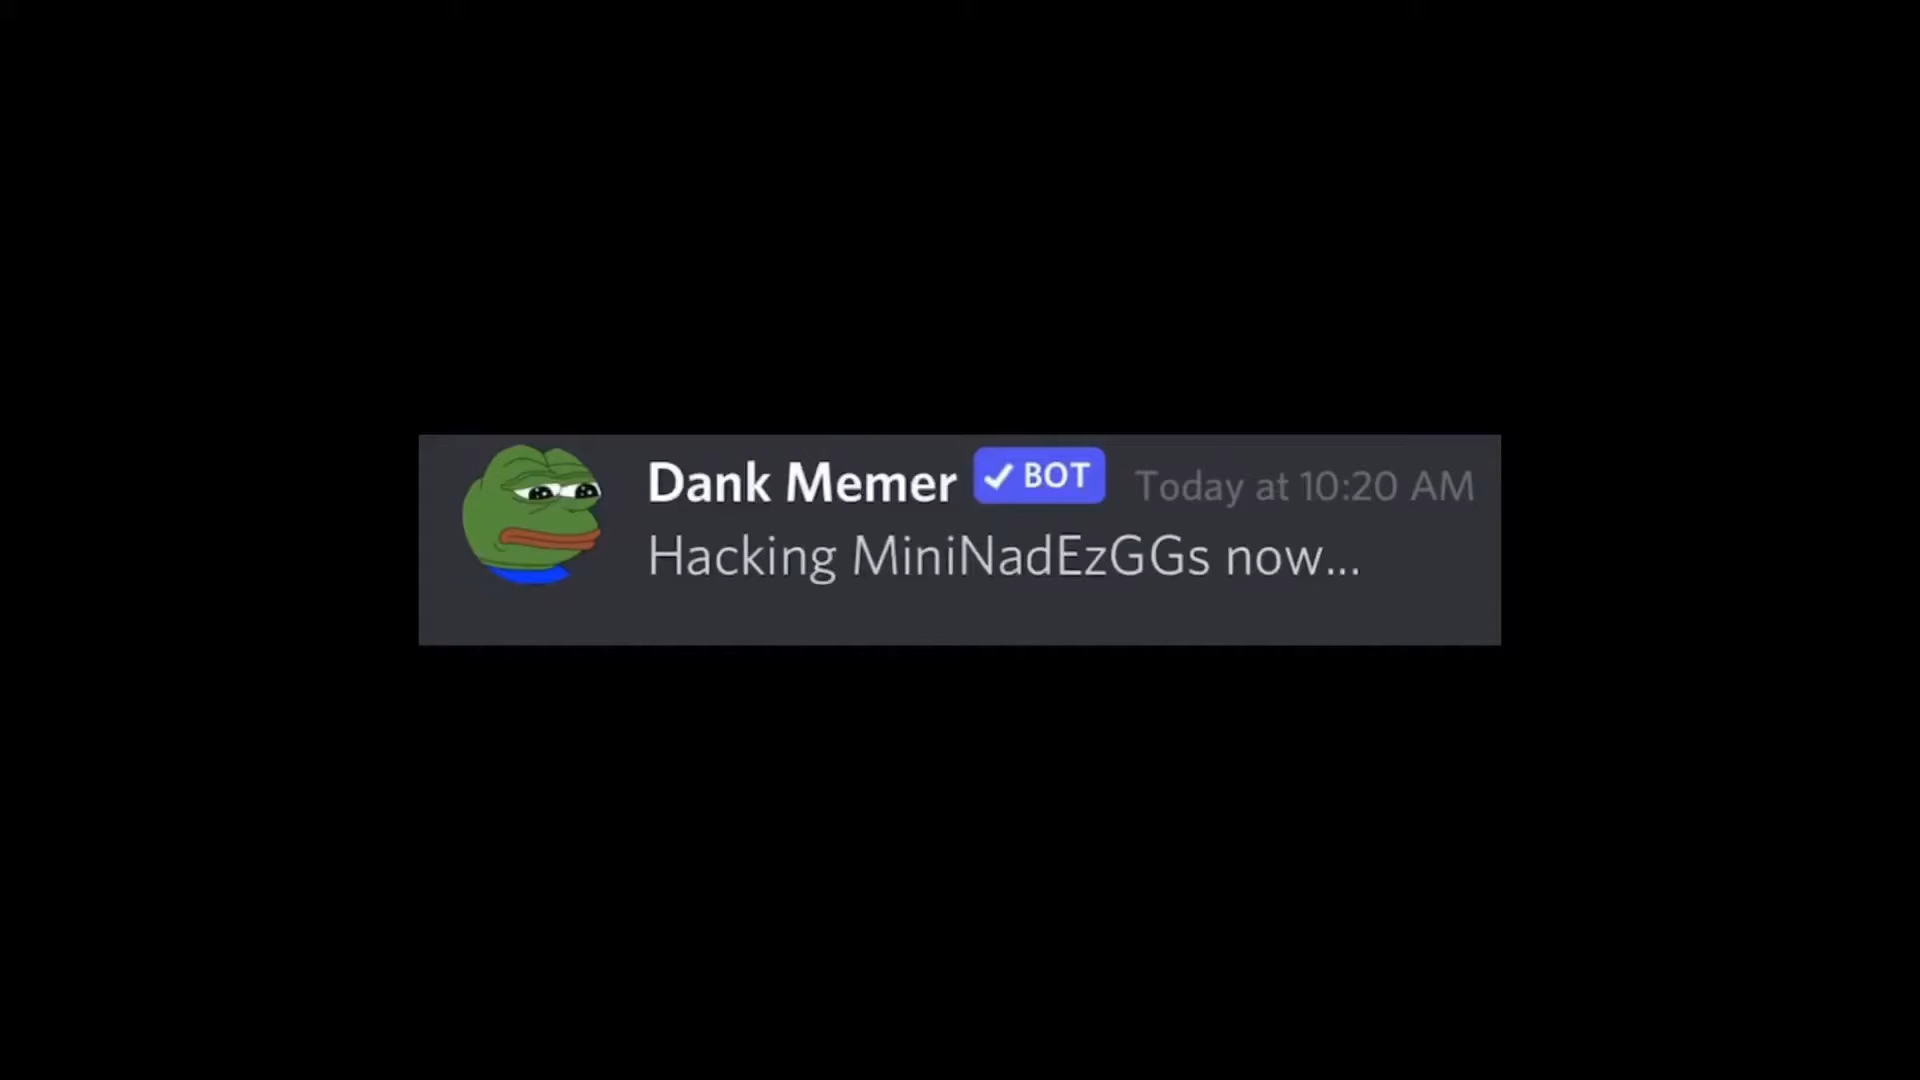 Dank Memer ✓ BOT Today at 10:20 AM
Hacking MiniNadEzGGs now...